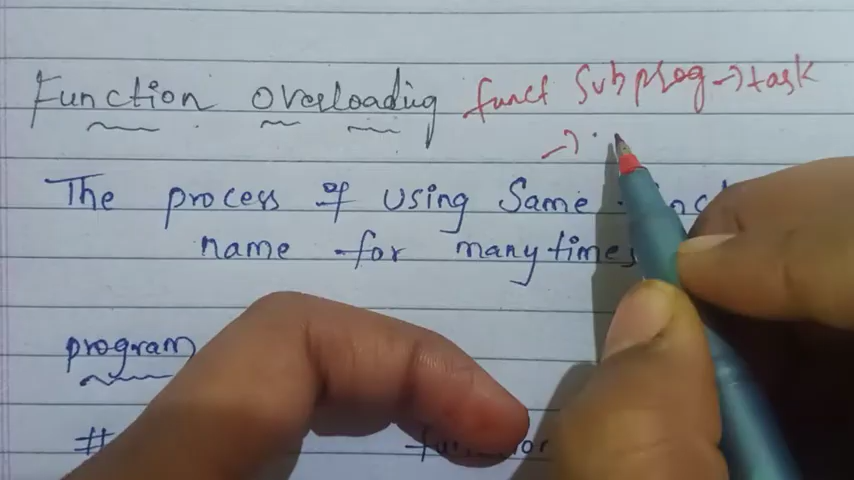 Function overloading funct Subprog → task
→
The process of using Same
name for many times
program
#